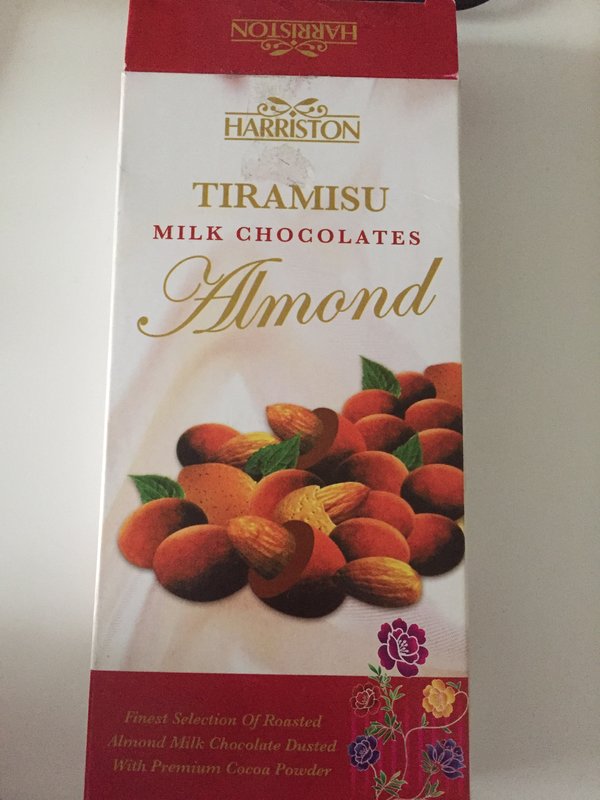 HARRISTON
HARRISTON
TIRAMISU
MILK CHOCOLATES
Almond
Finest Selection Of Roasted
Almond Milk Chocolate Dusted
With Premium Cocoa Powder